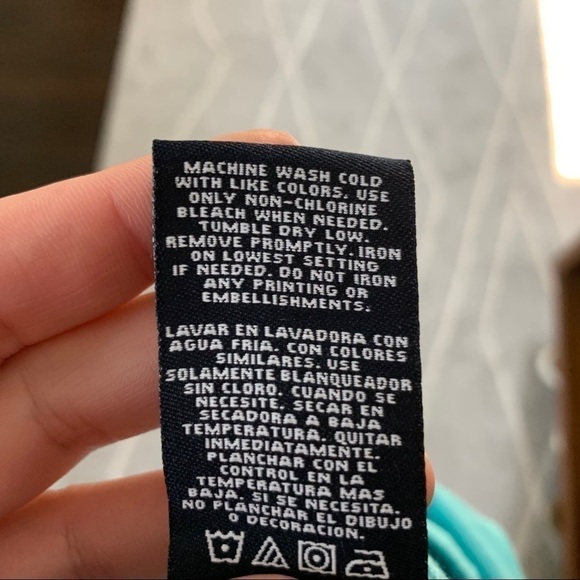 MACHINE WASH COLD
WITH LIKE COLORS. USE
ONLY NON-CHLORINE
BLEACH WHEN NEEDED.
TUMBLE DRY LOW.
REMOVE PROMPTLY. IRON
ON LOWEST SETTING
IF NEEDED. DO NOT IRON
ANY PRINTING OR
EMBELLISHMENTS.
LAVAR EN LAVADORA CON
AGUA FRIA. CON COLORES
SIMILARES. USE
SOLAMENTE BLANQUEADOR
SIN CLORO. CUANDO SE
NECESITE. SECAR EN
SECADORA A BAJA
TEMPERATURA. QUITAR
INMEDIATAMENTE.
PLANCHAR CON EL
CONTROL EN LA
TEMPERATURA MAS
BAJA. SI SE NECESITA.
NO PLANCHAR EL DIBUJO
O DECORACION.